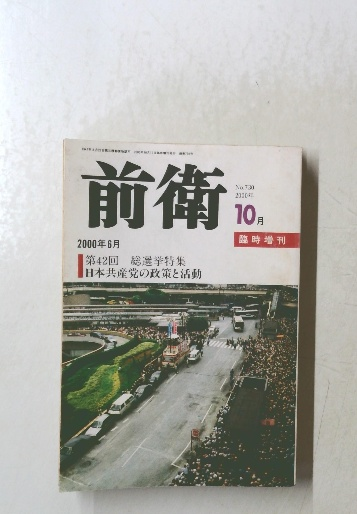 前衛
No.730
2000年
10月
臨時増刊
2000年6月
第42回 総選挙特集
日本共産党の政策と活動